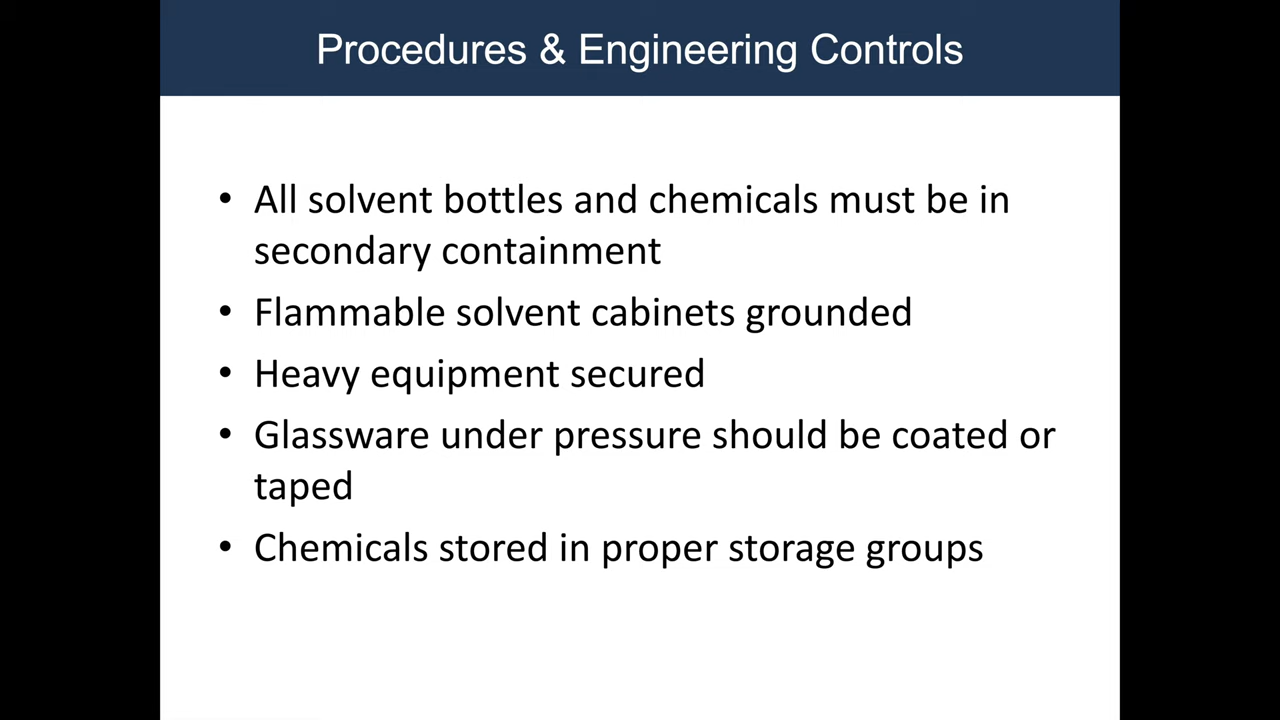 Procedures & Engineering Controls
• All solvent bottles and chemicals must be in
secondary containment
• Flammable solvent cabinets grounded
• Heavy equipment secured
• Glassware under pressure should be coated or
taped
• Chemicals stored in proper storage groups